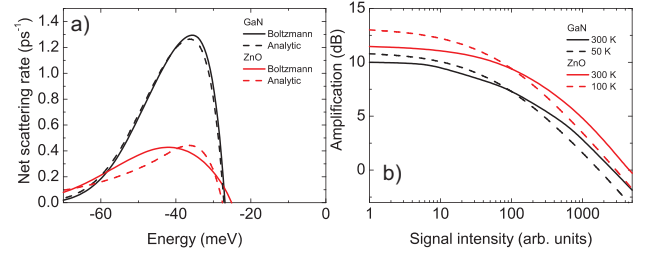 a)
GaN
Boltzmann
Analytic
ZnO
Boltzmann
Analytic
Net scattering rate (ps⁻¹)
1.4
1.2
1.0
0.8
0.6
0.4
0.2
0.0
-60
-40
-20
0
Energy (meV)
b)
GaN
300 K
50 K
ZnO
300 K
100 K
Amplification (dB)
15
10
5
0
1
10
100
1000
Signal intensity (arb. units)